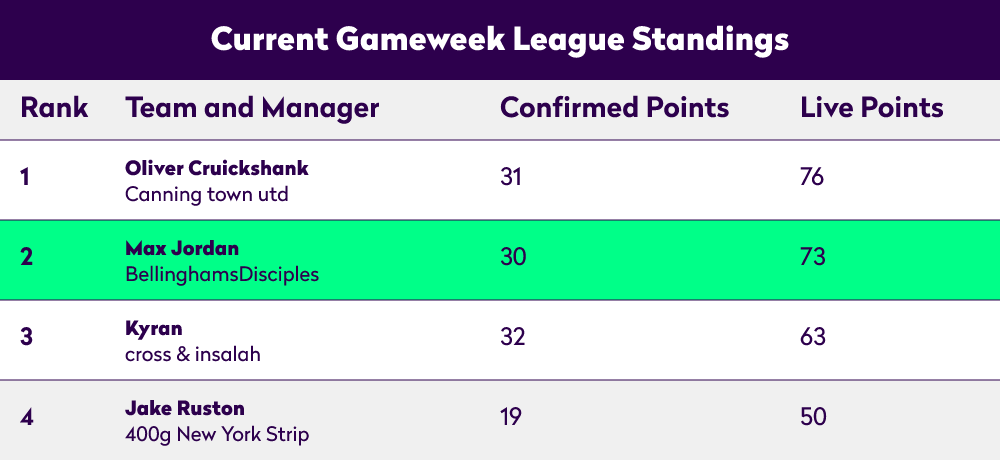 Current Gameweek League Standings
Rank Team and Manager Confirmed Points Live Points
1 Oliver Cruickshank 31 76
Canning town utd
2 Max Jordan 30 73
BellinghamsDisciples
3 Kyran 32 63
cross & insalah
4 Jake Ruston 19 50
400g New York Strip